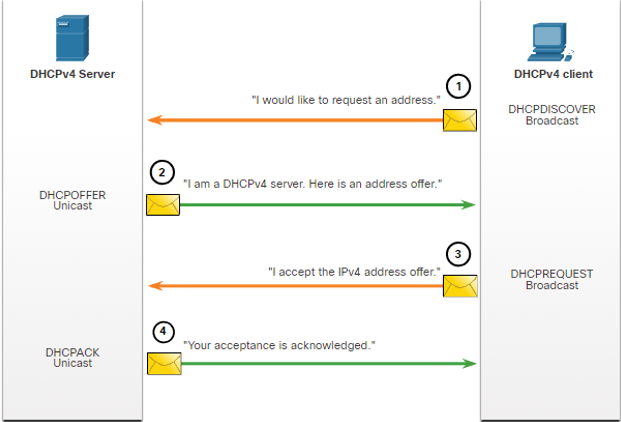 DHCPv4 Server
DHCPv4 client
1
"I would like to request an address."
DHCPDISCOVER
Broadcast
2
"I am a DHCPv4 server. Here is an address offer."
DHCPOFFER
Unicast
3
"I accept the IPv4 address offer."
DHCPREQUEST
Broadcast
4
"Your acceptance is acknowledged."
DHCPACK
Unicast